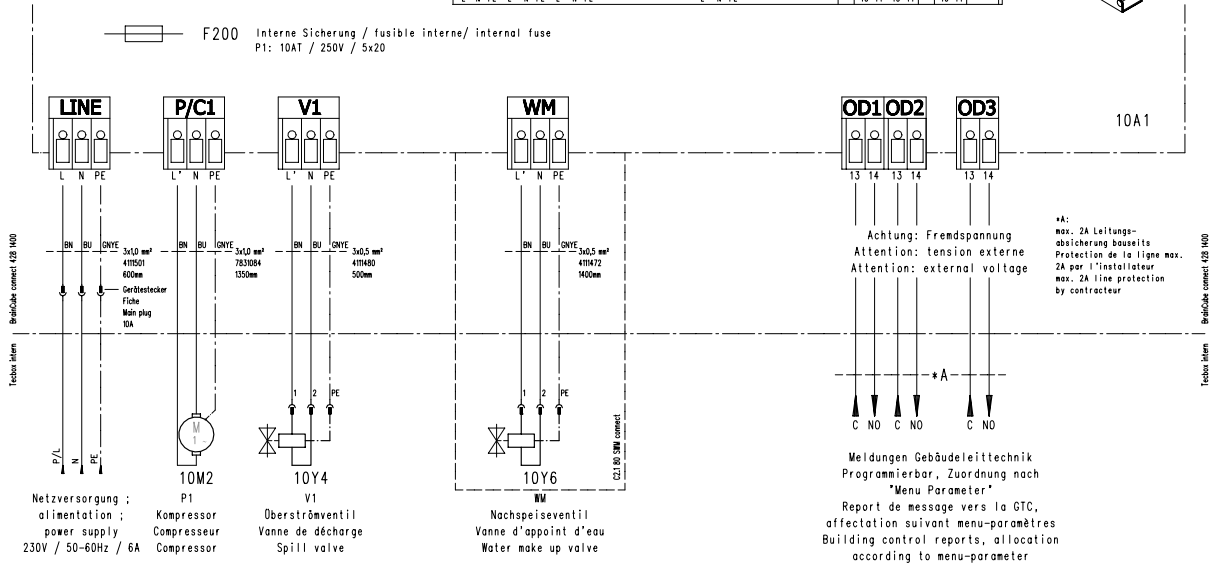 F200 Interne Sicherung / fusible interne/ internal fuse
P1: 10AT / 250V / 5x20
LINE
P/C1
V1
WM
OD1
OD2
OD3
10A1
L N PE
L' N PE
L' N PE
L' N PE
13 14 13 14
13 14
BN BU GNYE
3x1,0 mm²
4111501
600mm
BN BU GNYE
3x1,0 mm²
7831084
1350mm
BN BU GNYE
3x0,5 mm²
4111480
500mm
BN BU GNYE
3x0,5 mm²
4111472
1400mm
Gerätestecker
Fiche
Main plug
10A
Achtung: Fremdspannung
Attention: tension externe
Attention: external voltage
*A:
max. 2A Leitungs-
absicherung bauseits
Protection de la ligne max.
2A par l'installateur
max. 2A line protection
by contracteur
BrainCube connect 428 1400
Tecbox intern
BrainCube connect 428 1400
Tecbox intern
1 2 PE
1 2 PE
*A
C NO C NO
C NO
P/L
N
PE
M
1 ~
C2.1 80 SWM connect
Netzversorgung ;
alimentation ;
power supply
230V / 50-60Hz / 6A
10M2
P1
Kompressor
Compresseur
Compressor
10Y4
V1
Überströmventil
Vanne de décharge
Spill valve
10Y6
WM
Nachspeiseventil
Vanne d'appoint d'eau
Water make up valve
Meldungen Gebäudeleittechnik
Programmierbar, Zuordnung nach
"Menu Parameter"
Report de message vers la GTC,
affectation suivant menu-paramètres
Building control reports, allocation
according to menu-parameter